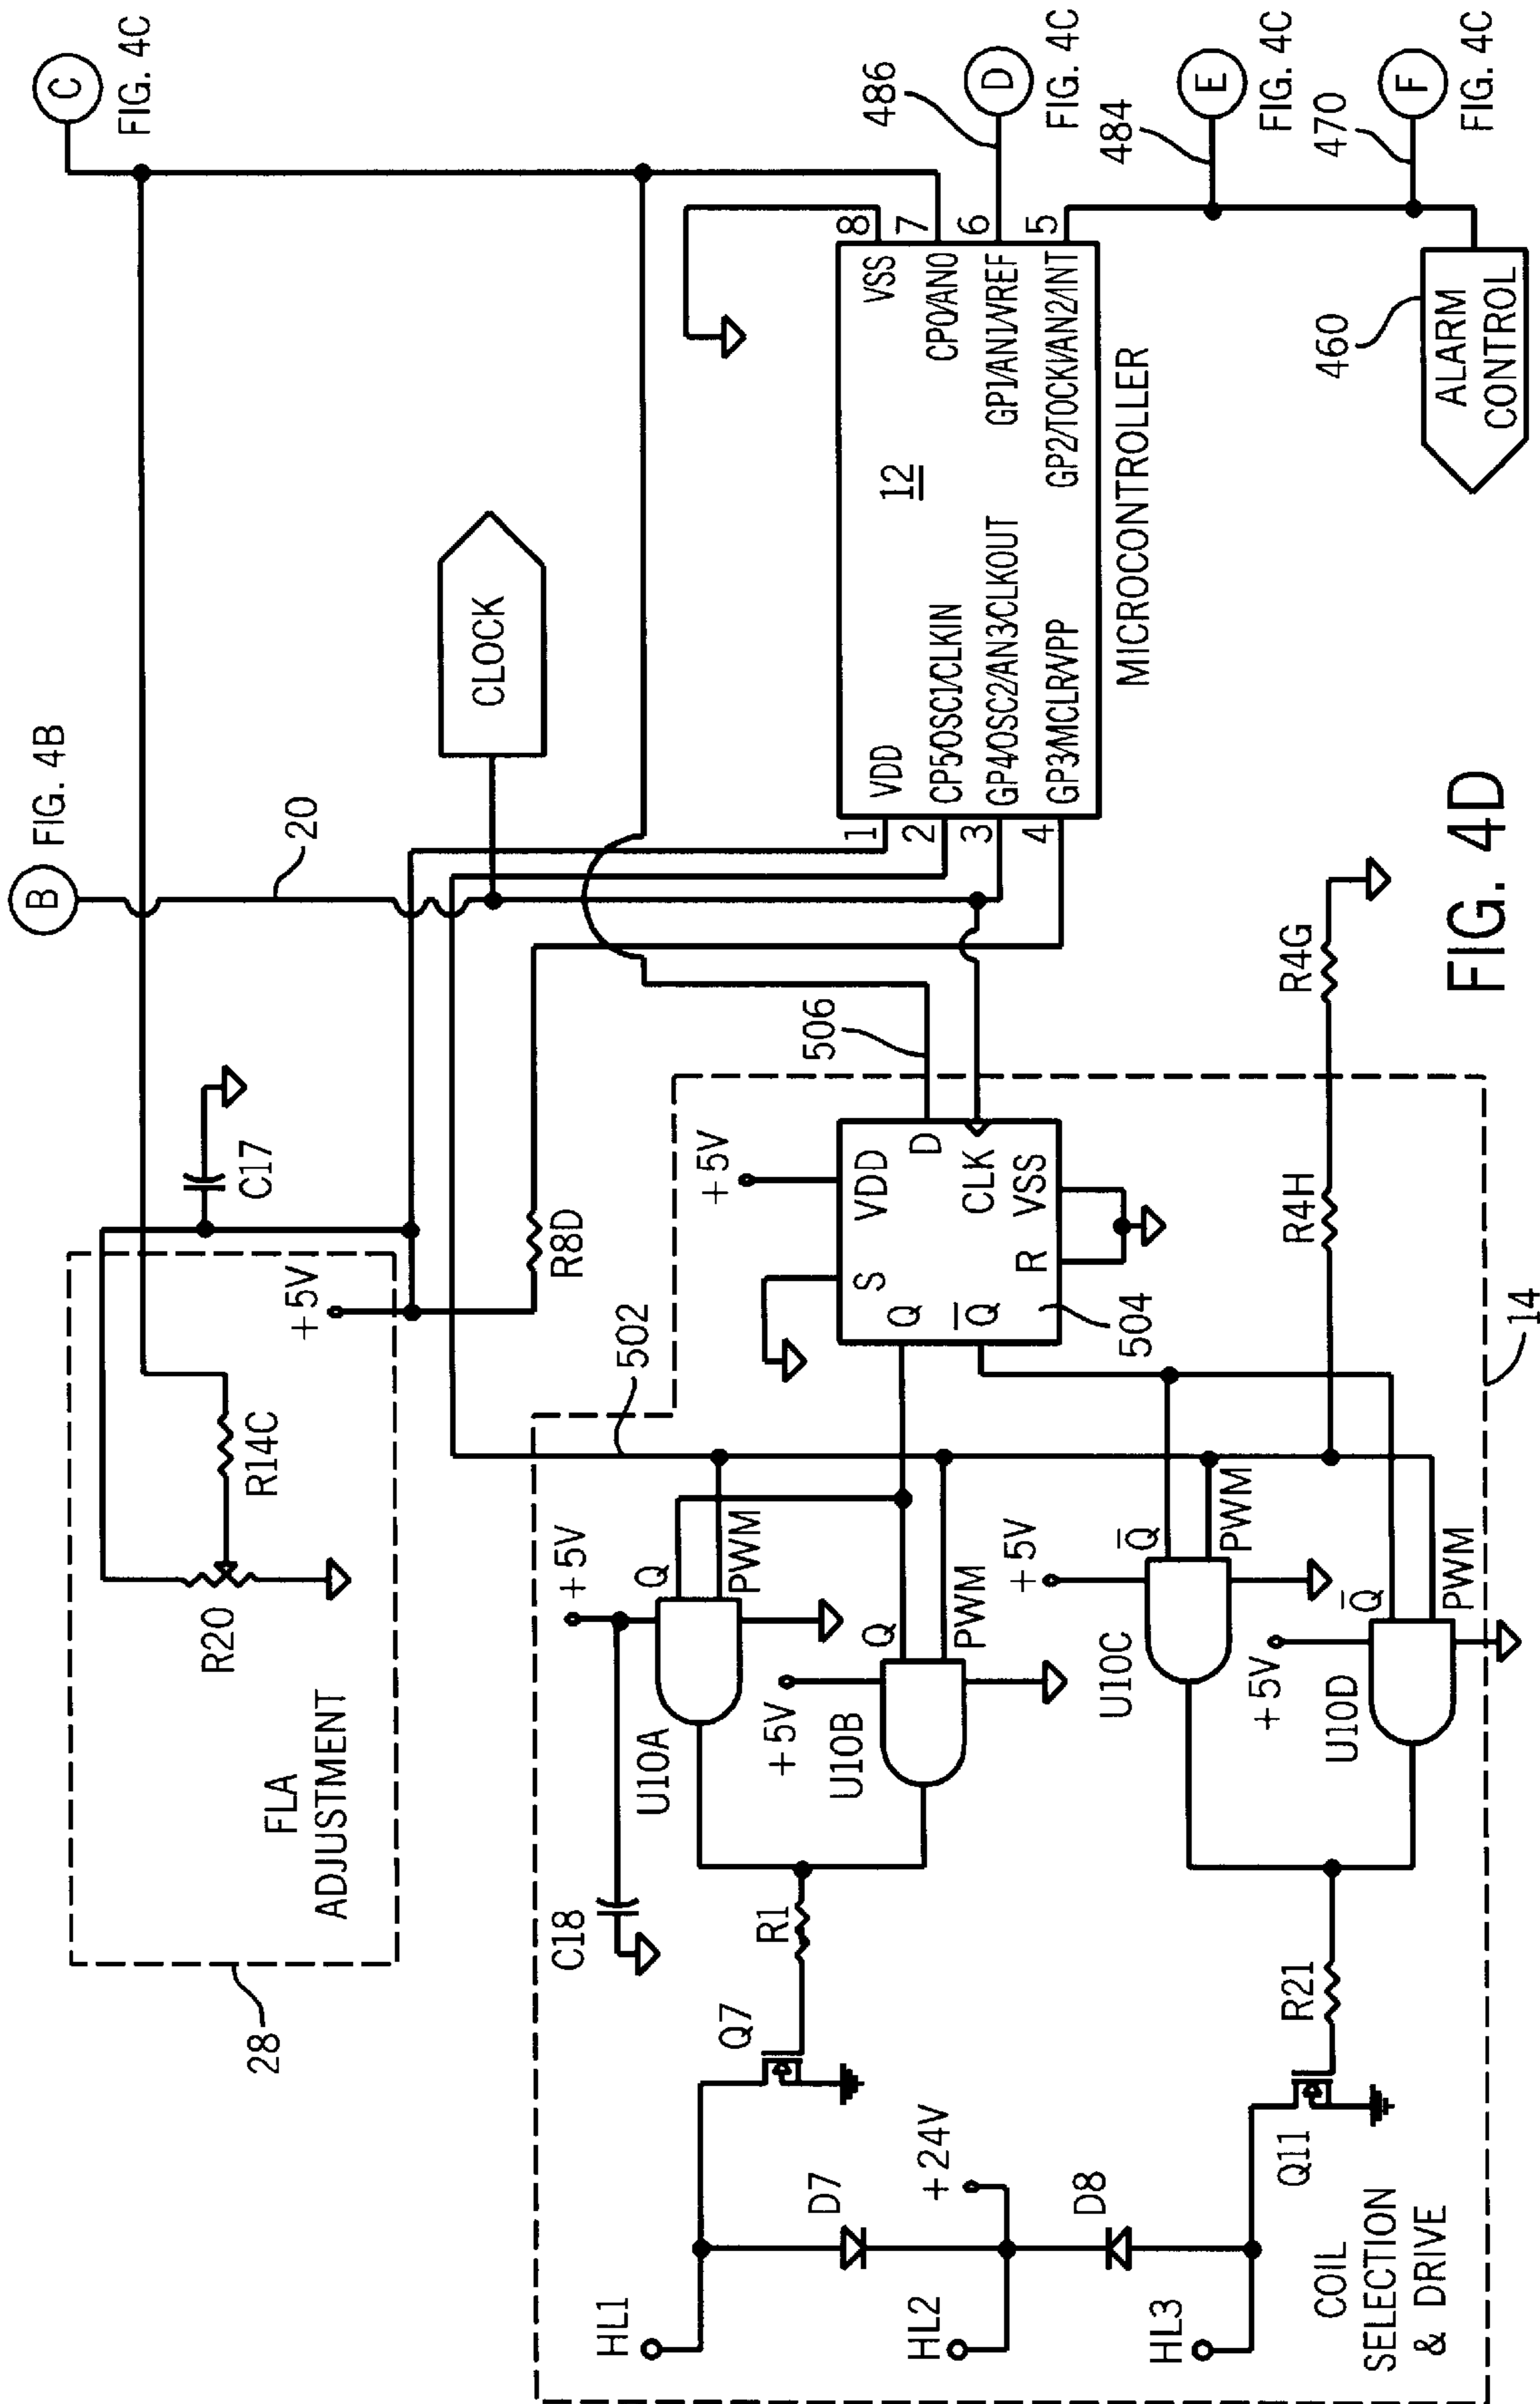 C
FIG. 4C
B
FIG. 4B
20
28
FLA
ADJUSTMENT
R20
R14C
+5V
C17
CLOCK
R8D
502
486
D
FIG. 4C
484
E
FIG. 4C
470
F
FIG. 4C
460
ALARM
CONTROL
12
MICROCONTROLLER
1
VDD
2
CP5/OSC1/CLKIN
3
GP4/OSC2/AN3/CLKOUT
4
GP3/MCLR/VPP
VSS
8
CP0/AN0
7
GP1/AN1/VREF
6
GP2/TOCKI/AN2/INT
5
506
+5V
S
VDD
Q
D
Q̅
CLK
R
VSS
504
R4H
R4G
14
C18
+5V
U10A
Q
PWM
+5V
U10B
Q
PWM
+5V
U10C
Q̅
PWM
+5V
U10D
Q̅
PWM
R1
Q7
R21
Q11
HL1
D7
HL2
+24V
D8
HL3
COIL
SELECTION
& DRIVE
FIG. 4D